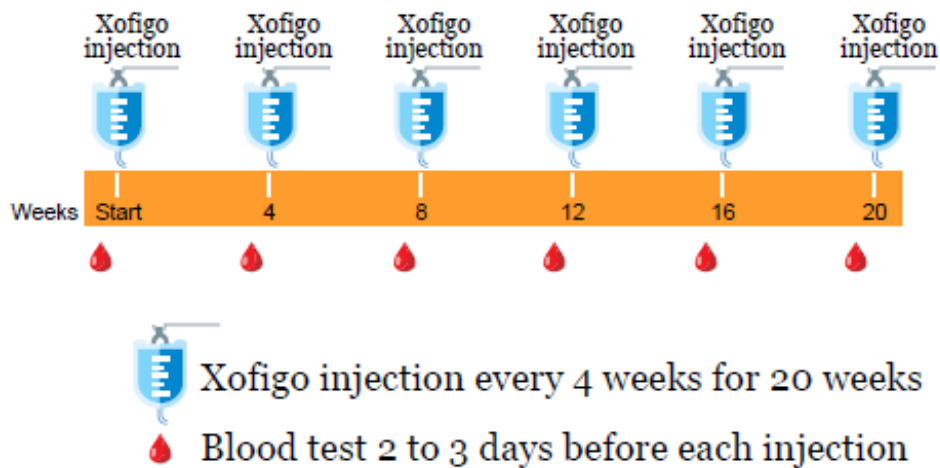 Xofigo injection Xofigo injection Xofigo injection Xofigo injection Xofigo injection Xofigo injection
Weeks Start 4 8 12 16 20
Xofigo injection every 4 weeks for 20 weeks
Blood test 2 to 3 days before each injection